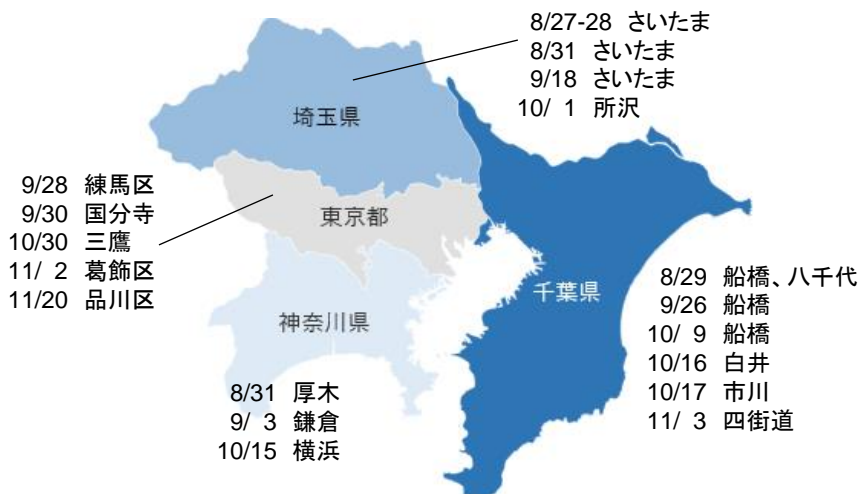 8/27-28 さいたま
8/31 さいたま
9/18 さいたま
10/ 1 所沢
埼玉県
9/28 練馬区
9/30 国分寺
10/30 三鷹
11/ 2 葛飾区
11/20 品川区
東京都
千葉県
8/29 船橋、八千代
9/26 船橋
10/ 9 船橋
10/16 白井
10/17 市川
11/ 3 四街道
神奈川県
8/31 厚木
9/ 3 鎌倉
10/15 横浜